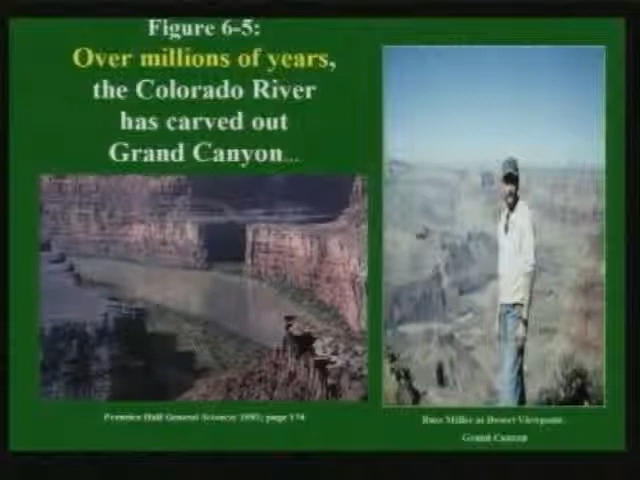 Figure 6-5:
Over millions of years,
the Colorado River
has carved out
Grand Canyon...
Prentice Hall General Science 1992; page 174
Russ Miller at Desert Viewpoint.
Grand Canyon